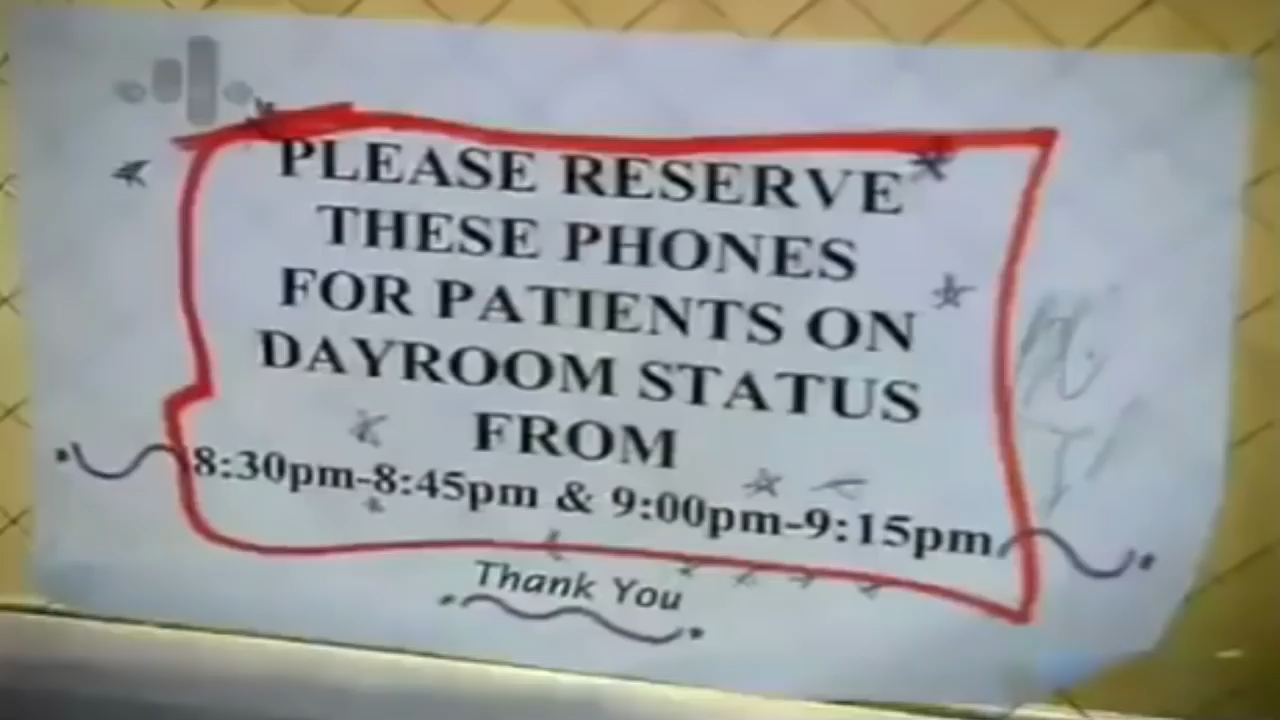 PLEASE RESERVE
THESE PHONES
FOR PATIENTS ON
DAYROOM STATUS
FROM
8:30pm-8:45pm & 9:00pm-9:15pm
Thank You